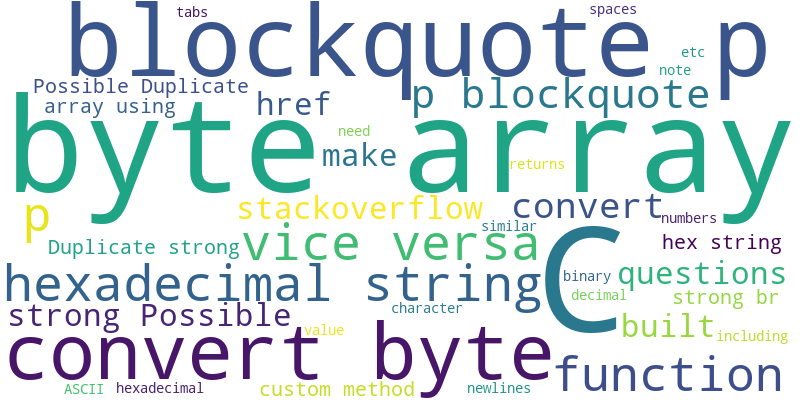 tabs
spaces
blockquote p
etc
note
Possible Duplicate
p blockquote
array using
href
byte array
need
make
returns
p
stackoverflow
convert
numbers
similar
Duplicate strong
vice versa
C
hex string
hexadecimal string
binary
questions
decimal
strong br
character
strong Possible
built
value
including
convert byte
function
ASCII
hexadecimal
custom method
newlines